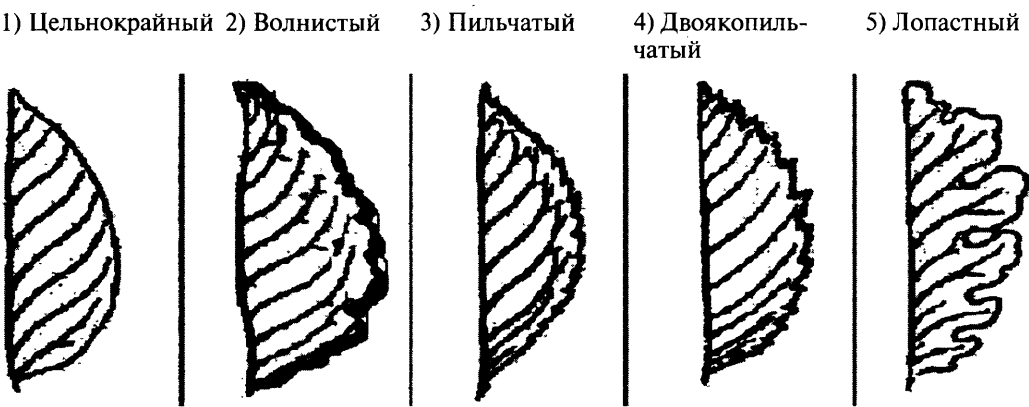 1) Цельнокрайный 2) Волнистый 3) Пильчатый 4) Двоякопиль-
чатый
5) Лопастный